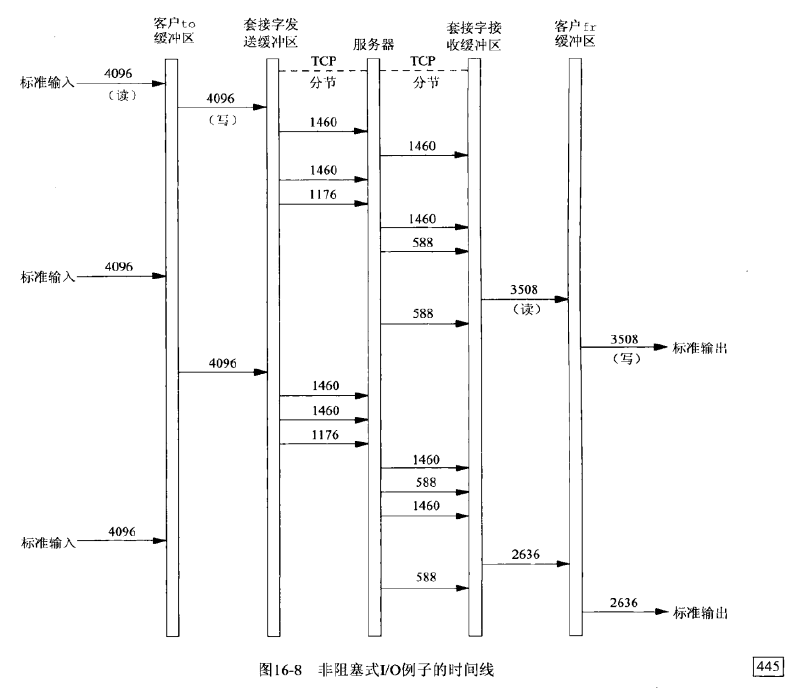 客户to
缓冲区
套接字发
送缓冲区
服务器
套接字接
收缓冲区
客户fr
缓冲区
TCP
分节
TCP
分节
标准输入
4096
（读）
4096
（写）
1460
1460
1460
1176
1460
588
标准输入
4096
3508
（读）
588
3508
（写）
标准输出
4096
1460
1460
1176
1460
588
1460
标准输入
4096
2636
588
2636
标准输出
图16-8 非阻塞式I/O例子的时间线
445